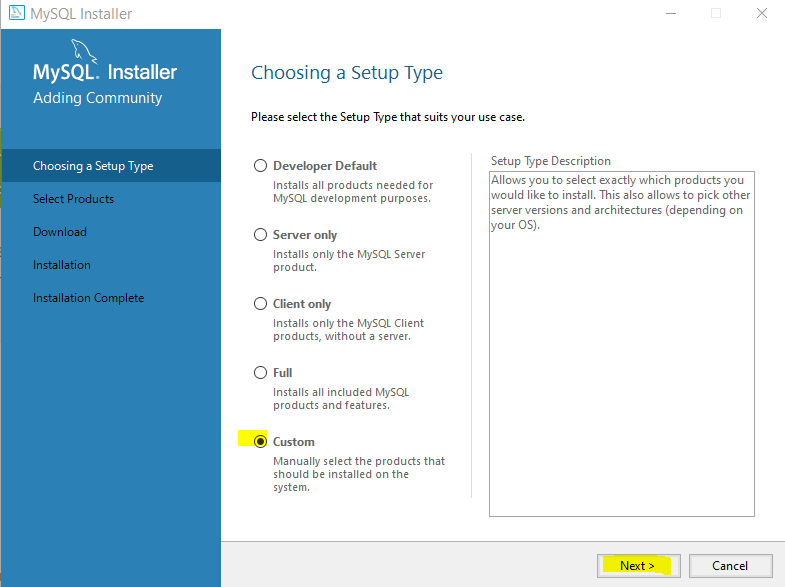 MySQL Installer
MySQL. Installer
Adding Community
Choosing a Setup Type
Select Products
Download
Installation
Installation Complete
Choosing a Setup Type
Please select the Setup Type that suits your use case.
Developer Default
Installs all products needed for
MySQL development purposes.
Server only
Installs only the MySQL Server
product.
Client only
Installs only the MySQL Client
products, without a server.
Full
Installs all included MySQL
products and features.
Custom
Manually select the products that
should be installed on the
system.
Setup Type Description
Allows you to select exactly which products you
would like to install. This also allows to pick other
server versions and architectures (depending on
your OS).
Next >
Cancel